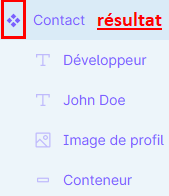 Contact résultat
Développeur
John Doe
Image de profil
Conteneur